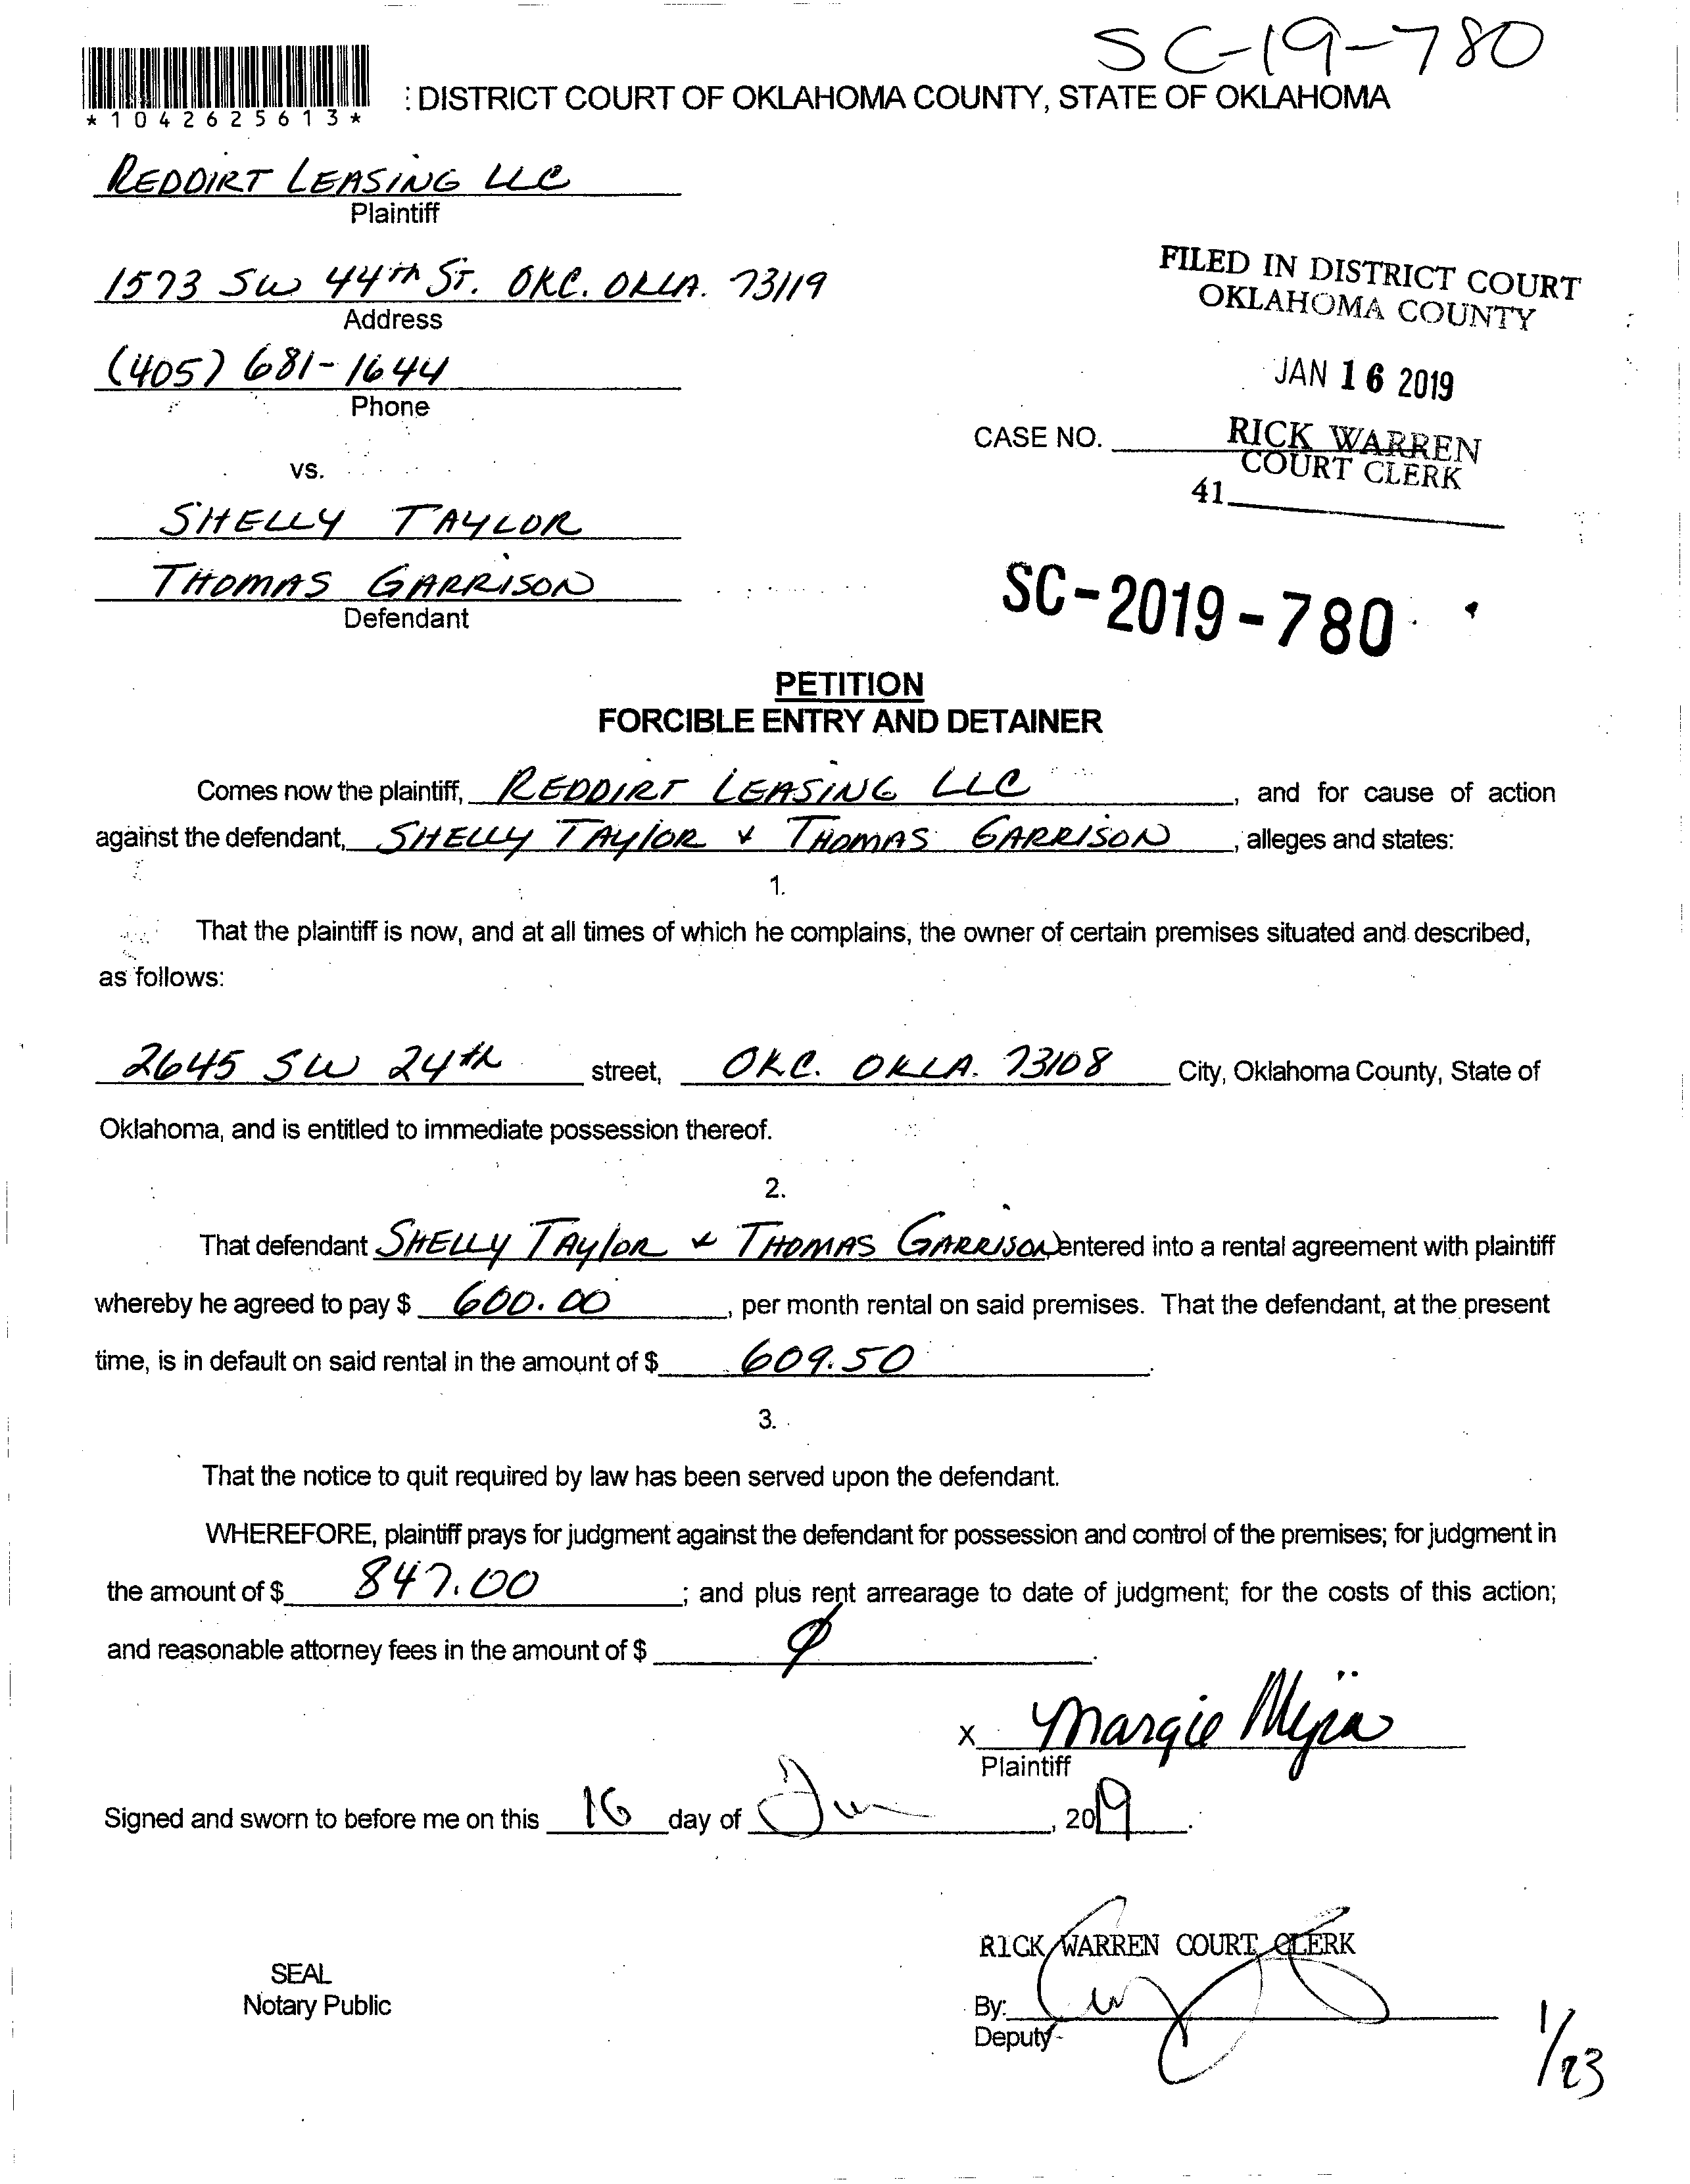 SC-19-780
*1042625613*
: DISTRICT COURT OF OKLAHOMA COUNTY, STATE OF OKLAHOMA
REDDIRT LEASING LLC
Plaintiff
1573 SW 44TH ST. OKC. OKLA. 73119
Address
(405) 681-1644
Phone
FILED IN DISTRICT COURT
OKLAHOMA COUNTY
JAN 16 2019
RICK WARREN
COURT CLERK
41
CASE NO.
vs.
SHELLY TAYLOR
THOMAS GARRISON
Defendant
SC-2019-780
PETITION
FORCIBLE ENTRY AND DETAINER
Comes now the plaintiff, REDDIRT LEASING LLC, and for cause of action
against the defendant, SHELLY TAYLOR & THOMAS GARRISON, alleges and states:
1.
That the plaintiff is now, and at all times of which he complains, the owner of certain premises situated and described,
as follows:
2645 SW 24th street, OKC. OKLA. 73108 City, Oklahoma County, State of
Oklahoma, and is entitled to immediate possession thereof.
2.
That defendant SHELLY TAYLOR & THOMAS GARRISON entered into a rental agreement with plaintiff
whereby he agreed to pay $ 600.00, per month rental on said premises. That the defendant, at the present
time, is in default on said rental in the amount of $ 609.50.
3.
That the notice to quit required by law has been served upon the defendant.
WHEREFORE, plaintiff prays for judgment against the defendant for possession and control of the premises; for judgment in
the amount of $ 847.00; and plus rent arrearage to date of judgment; for the costs of this action;
and reasonable attorney fees in the amount of $ Ø.
X Margie Mejia
Plaintiff
Signed and sworn to before me on this 16 day of Jan, 2019.
RICK WARREN COURT CLERK
SEAL
Notary Public
By:
Deputy
1/23